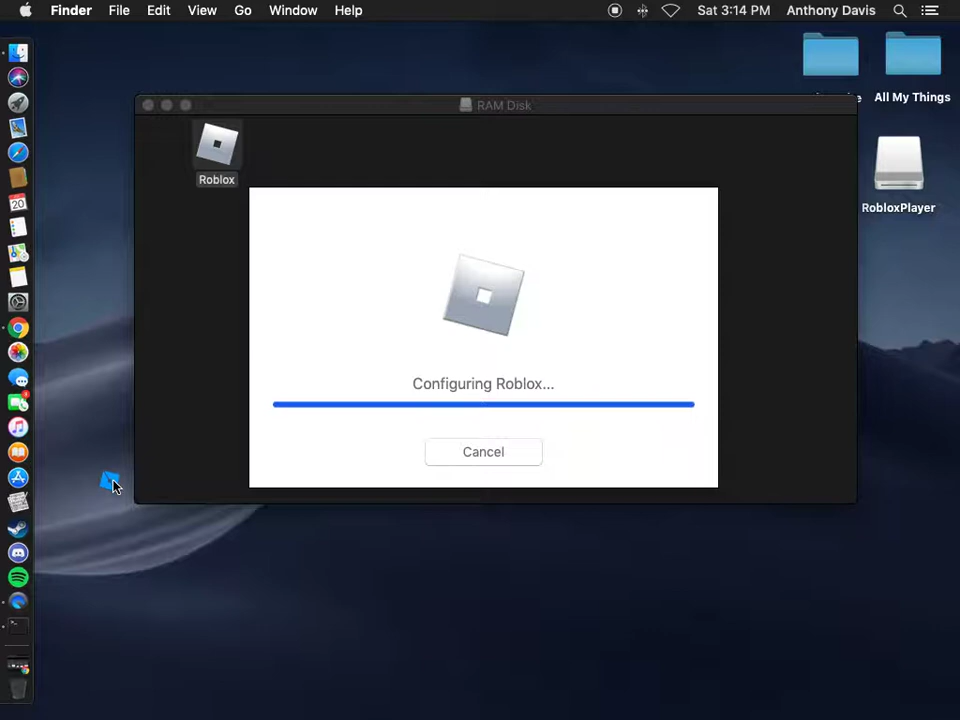 Finder File Edit View Go Window Help Sat 3:14 PM Anthony Davis
RAM Disk
All My Things
Roblox
RobloxPlayer
Configuring Roblox...
Cancel
20